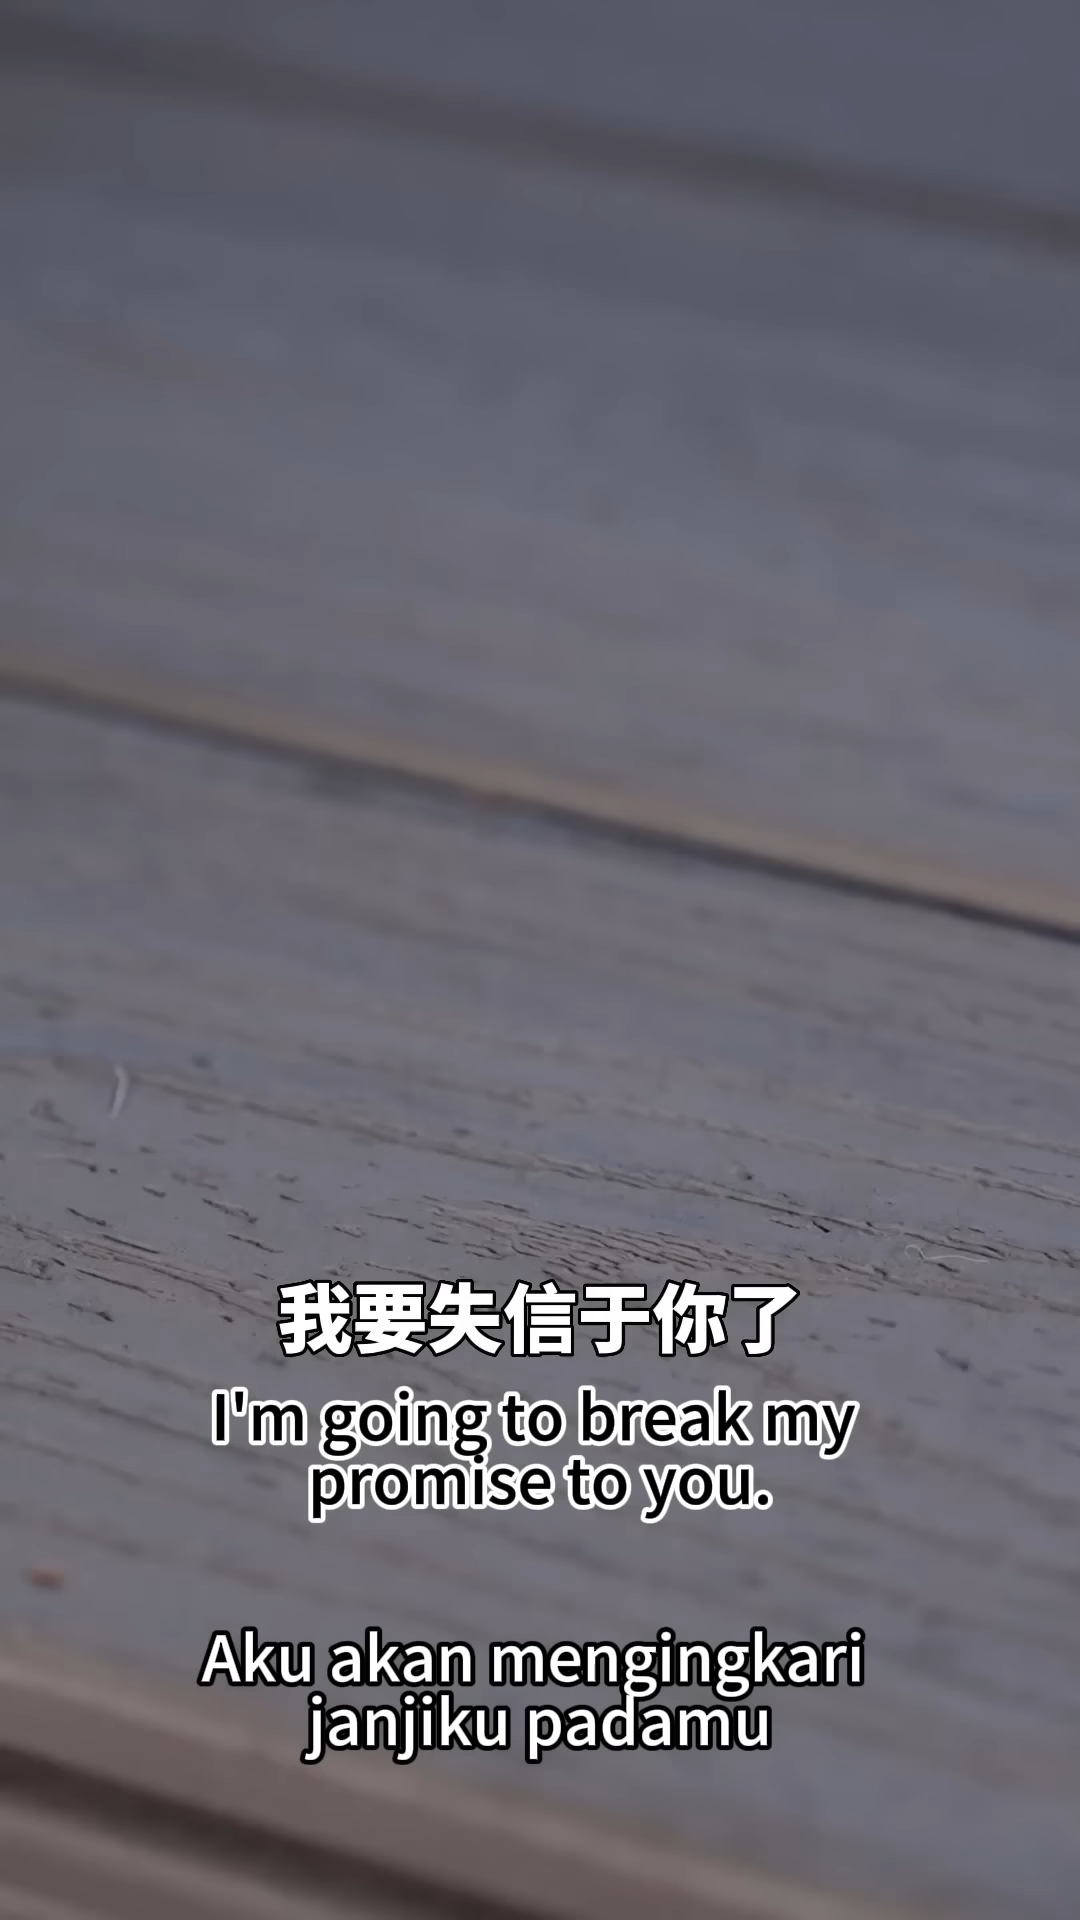 我要失信于你了
I'm going to break my
promise to you.
Aku akan mengingkari
janjiku padamu